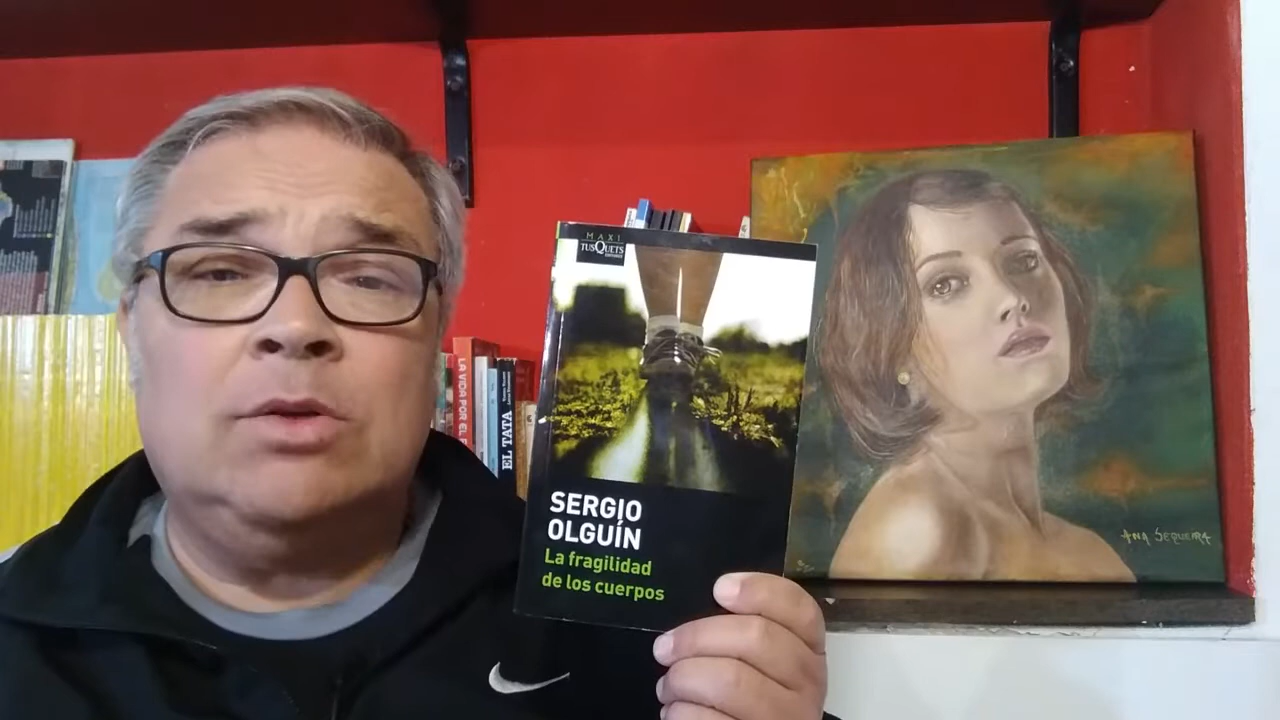 MAXI
TUSQUETS
EDITORES
SERGIO
OLGUÍN
La fragilidad
de los cuerpos
LA VIDA POR EL
EL TATA
ANA SEQUEIRA